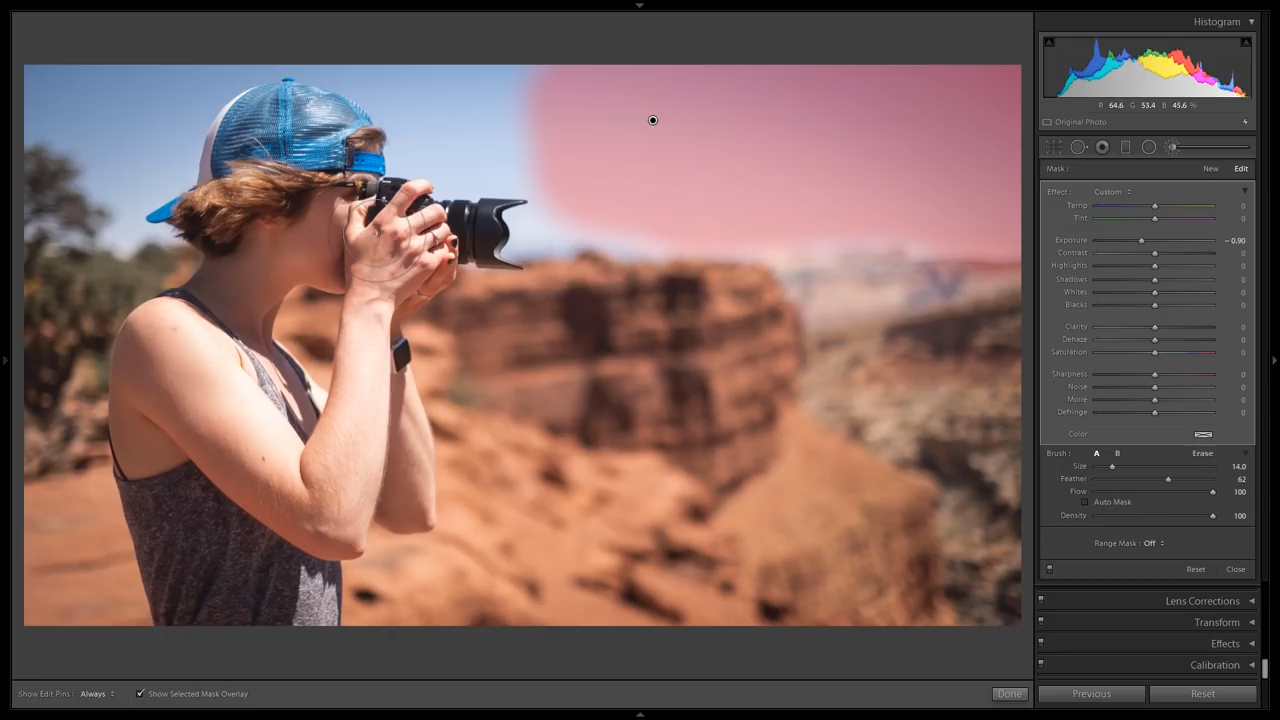 Histogram
R 64.6 G 53.4 B 45.6 %
Original Photo
Mask : New Edit
Effect : Custom
Temp 0
Tint 0
Exposure – 0.90
Contrast 0
Highlights 0
Shadows 0
Whites 0
Blacks 0
Clarity 0
Dehaze 0
Saturation 0
Sharpness 0
Noise 0
Moiré 0
Defringe 0
Color
Brush : A B Erase
Size 14.0
Feather 62
Flow 100
Auto Mask
Density 100
Range Mask : Off
Reset Close
Lens Corrections
Transform
Effects
Calibration
Show Edit Pins : Always Show Selected Mask Overlay Done
Previous Reset